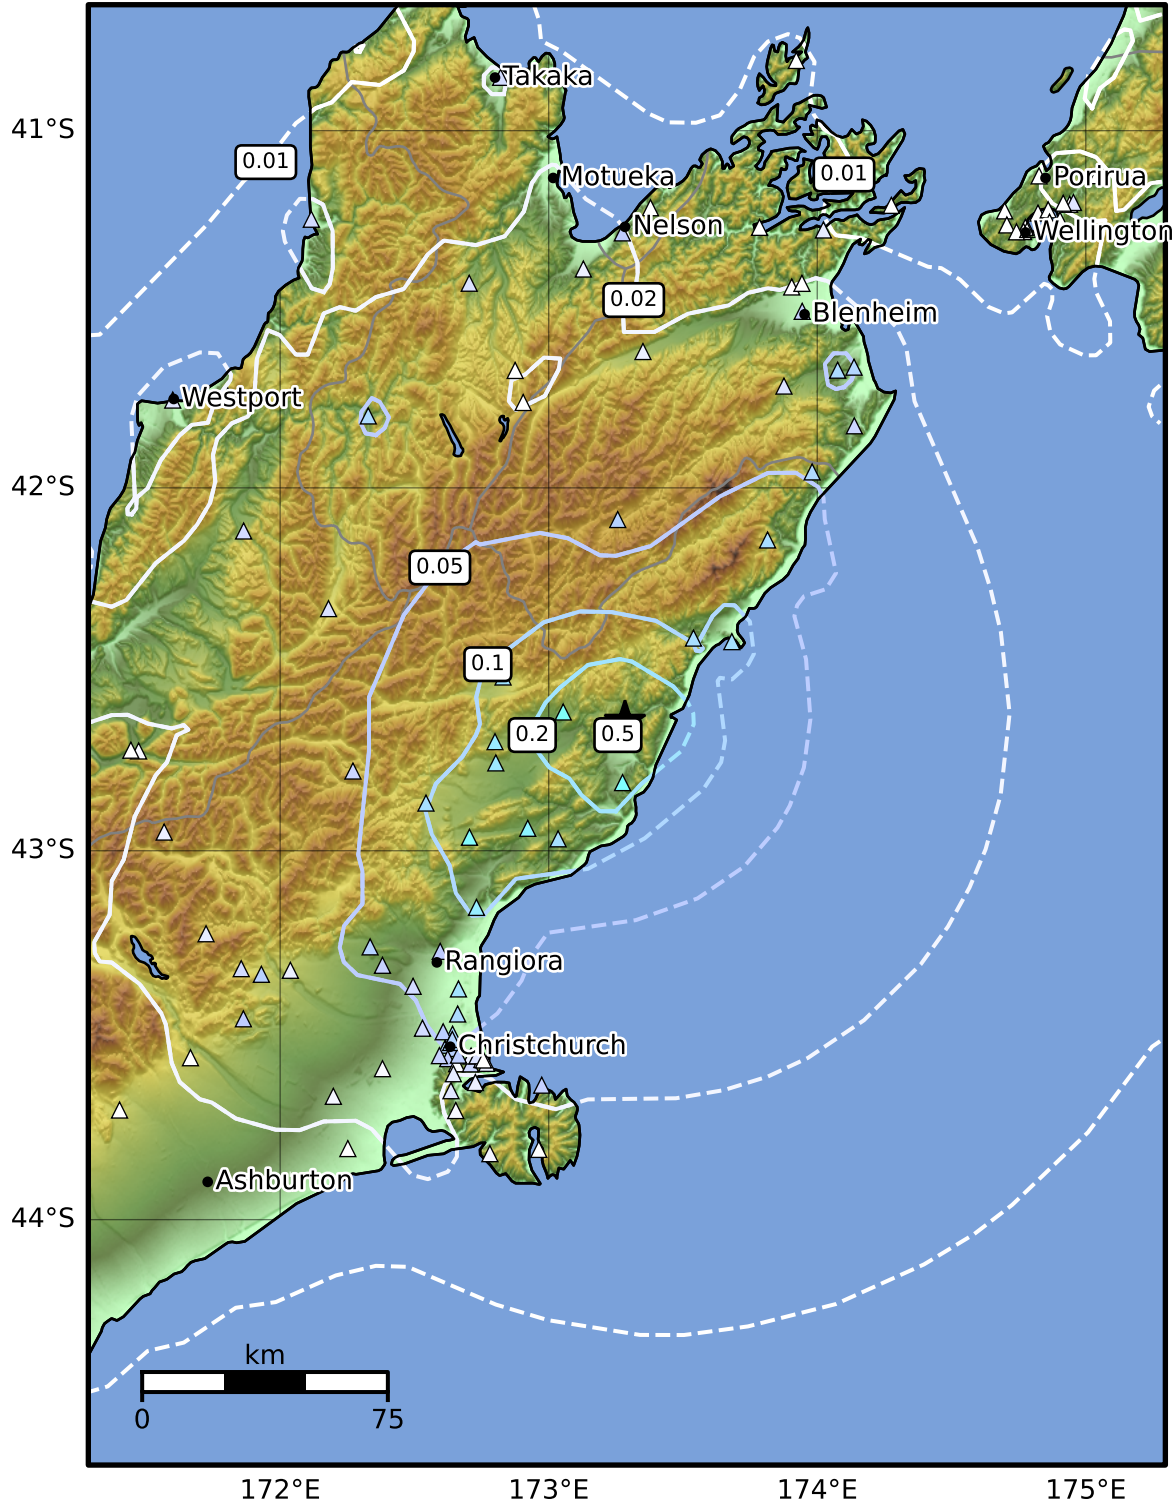 Takaka
41°S
0.01
Motueka
0.01
Porirua
Nelson
Wellington
0.02
Blenheim
Westport
42°S
0.05
0.1
0.2
0.5
43°S
Rangiora
Christchurch
Ashburton
44°S
km
0
75
172°E
173°E
174°E
175°E